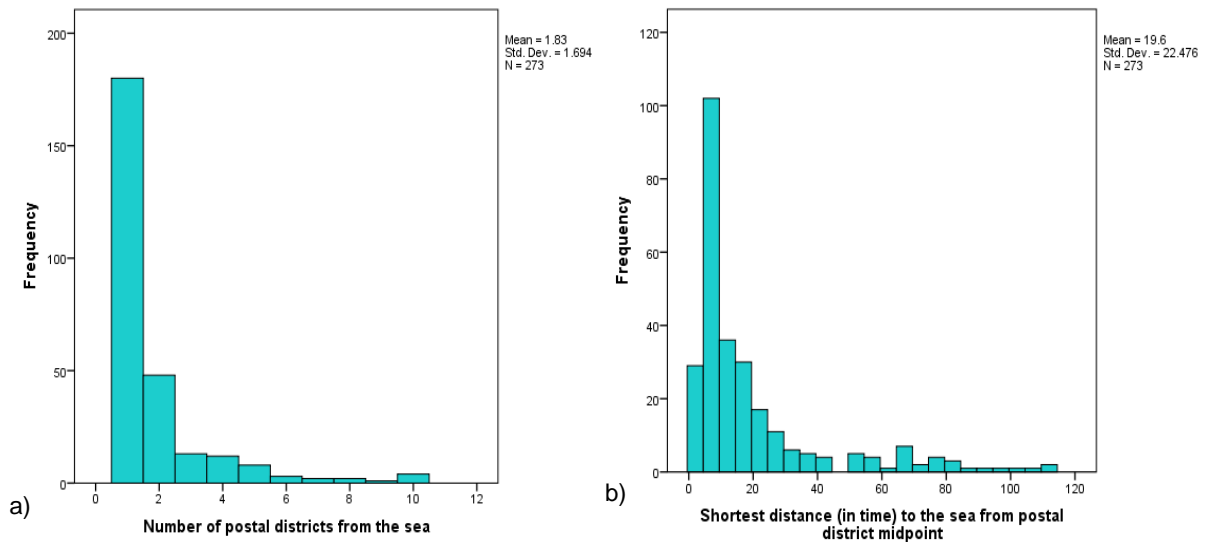 200
150
100
50
0
Frequency
0 2 4 6 8 10 12
Number of postal districts from the sea
Mean = 1.83
Std. Dev. = 1.694
N = 273
a)
120
100
80
60
40
20
0
Frequency
0 20 40 60 80 100 120
Shortest distance (in time) to the sea from postal
district midpoint
Mean = 19.6
Std. Dev. = 22.476
N = 273
b)